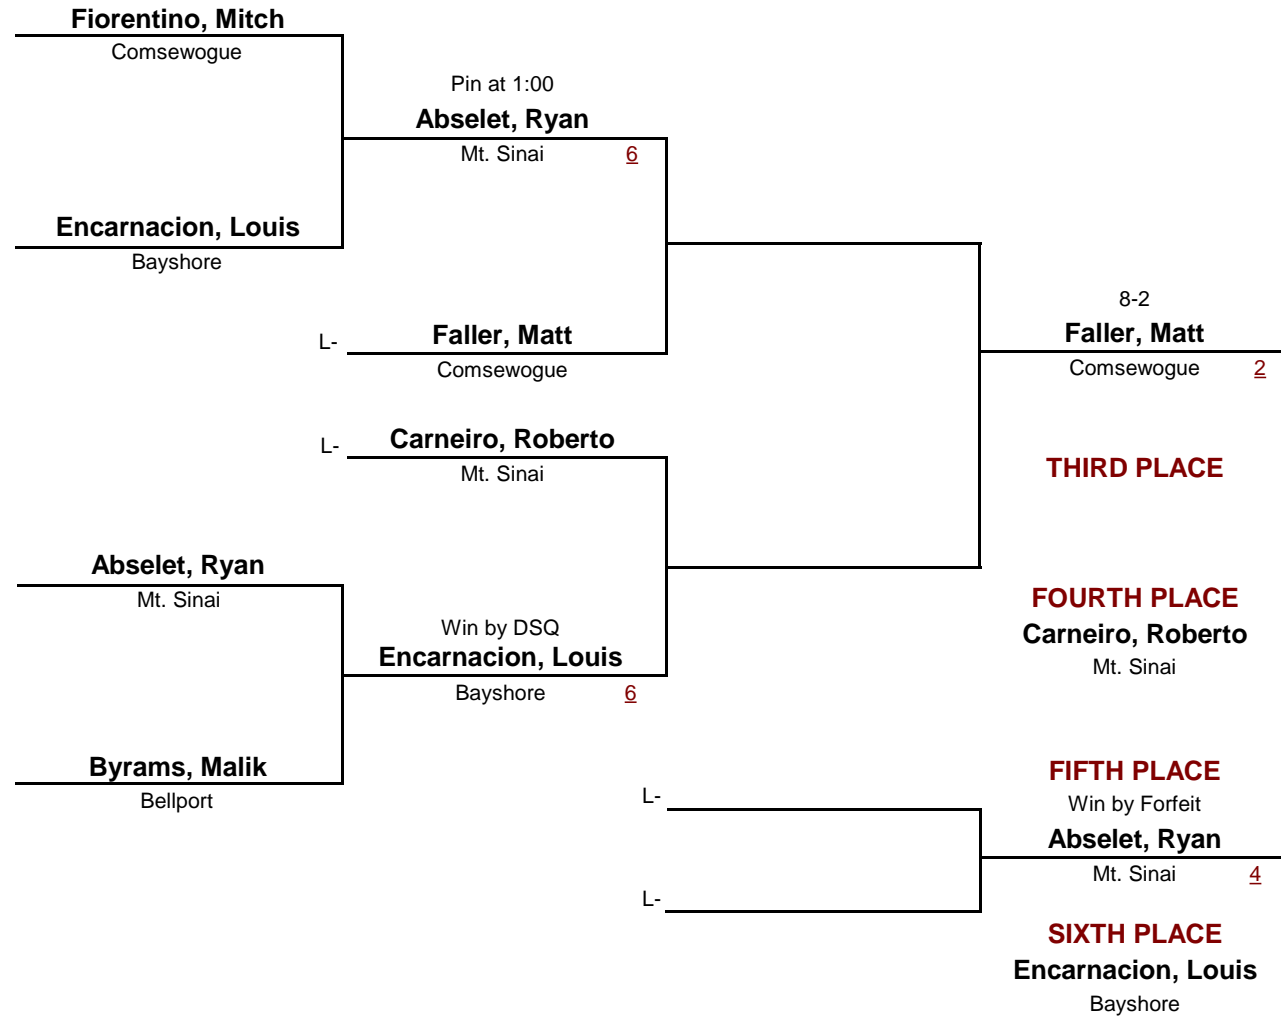 Fiorentino, Mitch
Comsewogue
Pin at 1:00
Abselet, Ryan
Mt. Sinai 6
Encarnacion, Louis
Bayshore
8-2
L- Faller, Matt
Comsewogue
Faller, Matt
Comsewogue 2
L- Carneiro, Roberto
Mt. Sinai
THIRD PLACE
Abselet, Ryan
Mt. Sinai
FOURTH PLACE
Carneiro, Roberto
Mt. Sinai
Win by DSQ
Encarnacion, Louis
Bayshore 6
Byrams, Malik
Bellport
FIFTH PLACE
L-
Win by Forfeit
Abselet, Ryan
Mt. Sinai 4
L-
SIXTH PLACE
Encarnacion, Louis
Bayshore